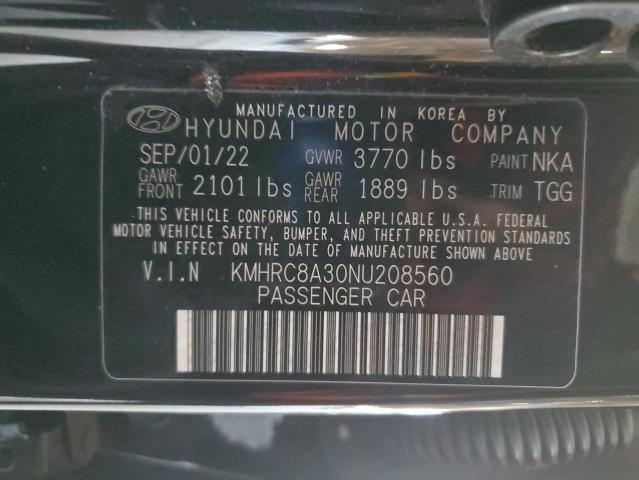 MANUFACTURED IN KOREA BY
HYUNDAI MOTOR COMPANY
SEP/01/22 GVWR 3770 lbs PAINT NKA
GAWR FRONT 2101 lbs GAWR REAR 1889 lbs TRIM TGG
THIS VEHICLE CONFORMS TO ALL APPLICABLE U.S.A. FEDERAL
MOTOR VEHICLE SAFETY, BUMPER, AND THEFT PREVENTION STANDARDS
IN EFFECT ON THE DATE OF MANUFACTURE SHOWN ABOVE.
V.I.N KMHRC8A30NU208560
PASSENGER CAR